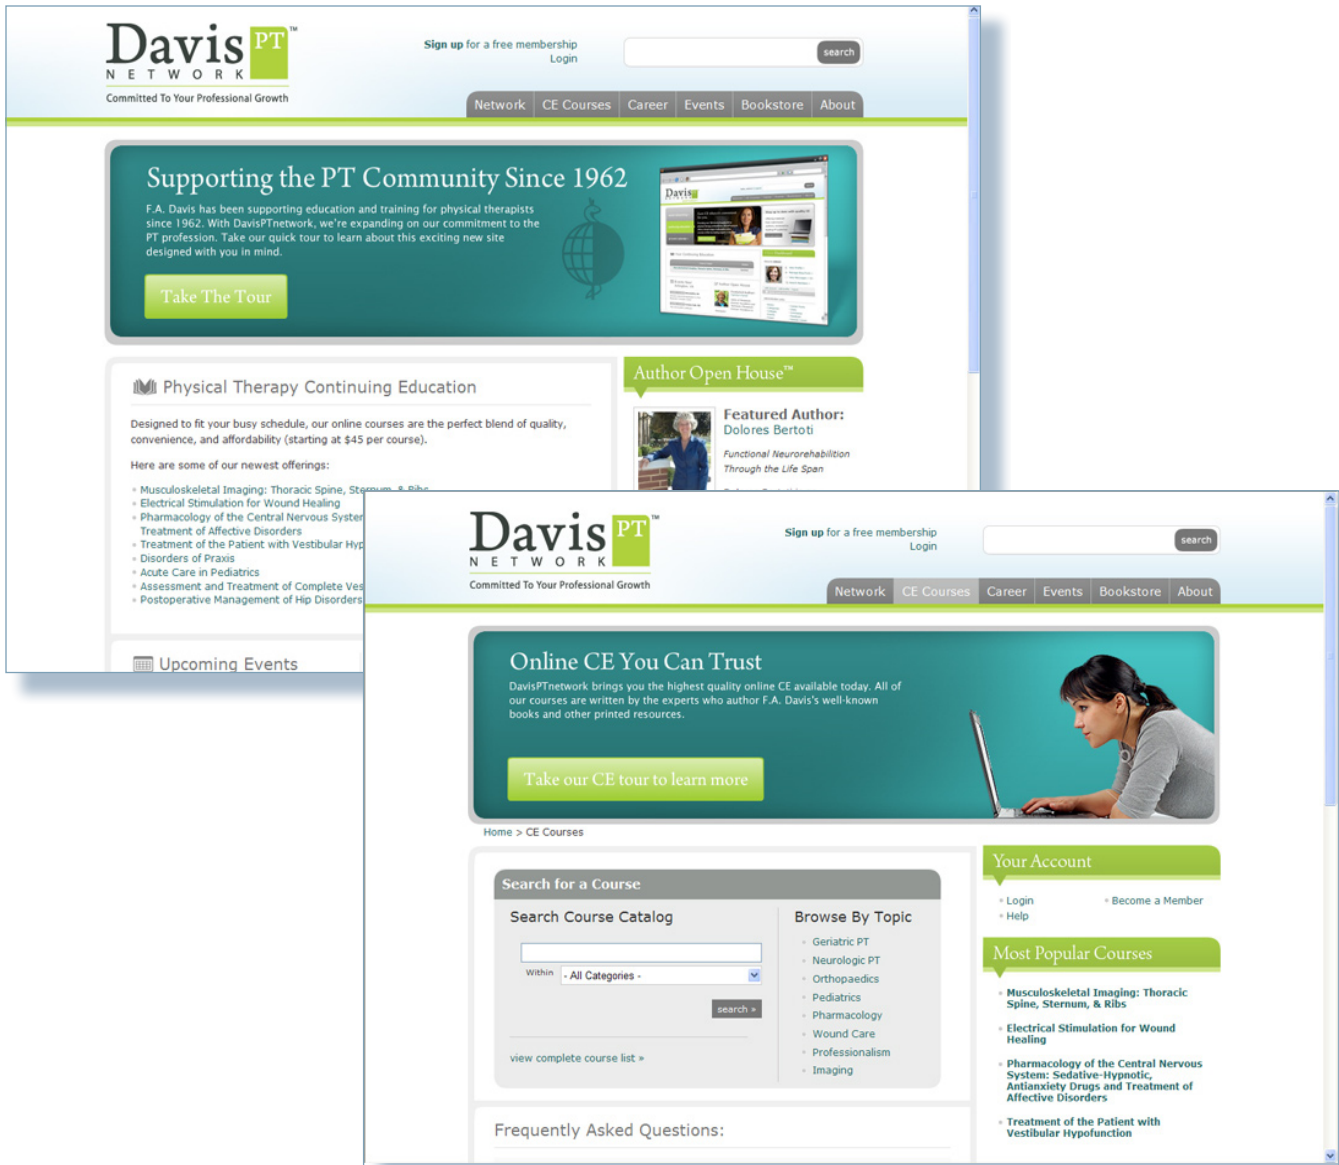 Davis PT™
NETWORK
Committed To Your Professional Growth
Sign up for a free membership
Login
search
Network CE Courses Career Events Bookstore About
Supporting the PT Community Since 1962
F.A. Davis has been supporting education and training for physical therapists
since 1962. With DavisPTnetwork, we're expanding on our commitment to the
PT profession. Take our quick tour to learn about this exciting new site
designed with you in mind.
Take The Tour
Davis
Physical Therapy Continuing Education
Designed to fit your busy schedule, our online courses are the perfect blend of quality,
convenience, and affordability (starting at $45 per course).
Here are some of our newest offerings:
Musculoskeletal Imaging: Thoracic Spine, Sternum, & Ribs
Electrical Stimulation for Wound Healing
Pharmacology of the Central Nervous System
Treatment of Affective Disorders
Treatment of the Patient with Vestibular Hyp
Disorders of Praxis
Acute Care in Pediatrics
Assessment and Treatment of Complete Ves
Postoperative Management of Hip Disorders
Upcoming Events
Author Open House™
Featured Author:
Dolores Bertoti
Functional Neurorehabilition
Through the Life Span
Davis PT™
NETWORK
Committed To Your Professional Growth
Sign up for a free membership
Login
search
Network CE Courses Career Events Bookstore About
Online CE You Can Trust
DavisPTnetwork brings you the highest quality online CE available today. All of
our courses are written by the experts who author F.A. Davis's well-known
books and other printed resources.
Take our CE tour to learn more
Home > CE Courses
Search for a Course
Search Course Catalog
Within - All Categories -
search »
view complete course list »
Browse By Topic
Geriatric PT
Neurologic PT
Orthopaedics
Pediatrics
Pharmacology
Wound Care
Professionalism
Imaging
Frequently Asked Questions:
Your Account
Login
Become a Member
Help
Most Popular Courses
Musculoskeletal Imaging: Thoracic
Spine, Sternum, & Ribs
Electrical Stimulation for Wound
Healing
Pharmacology of the Central Nervous
System: Sedative-Hypnotic,
Antianxiety Drugs and Treatment of
Affective Disorders
Treatment of the Patient with
Vestibular Hypofunction